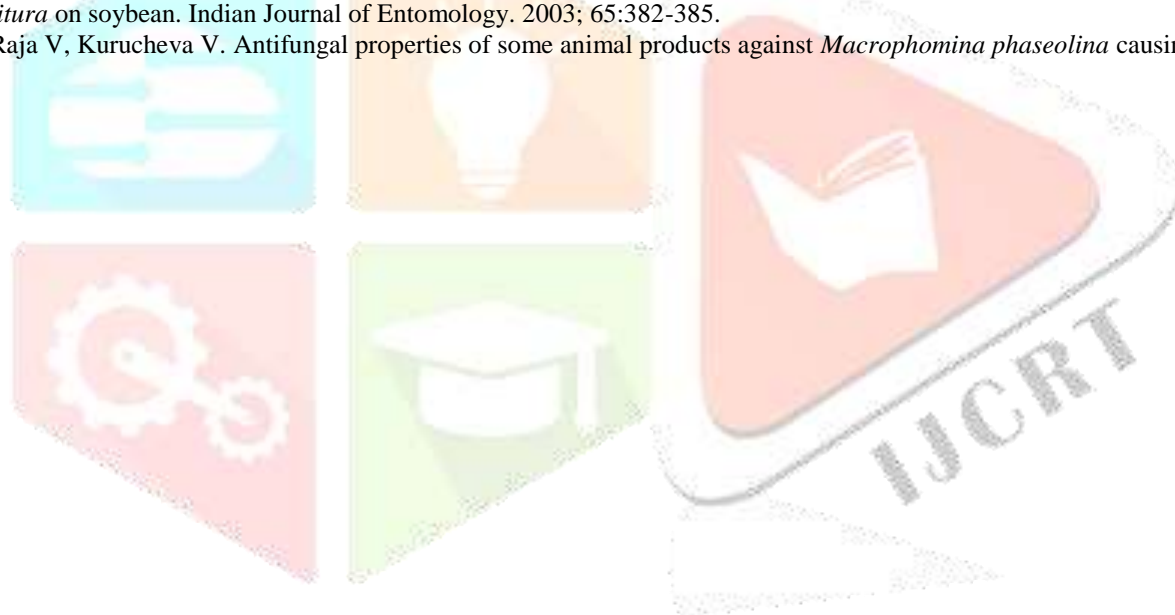 itura on soybean. Indian Journal of Entomology. 2003; 65:382-385.
Raja V, Kurucheva V. Antifungal properties of some animal products against Macrophomina phaseolina
IJCRT